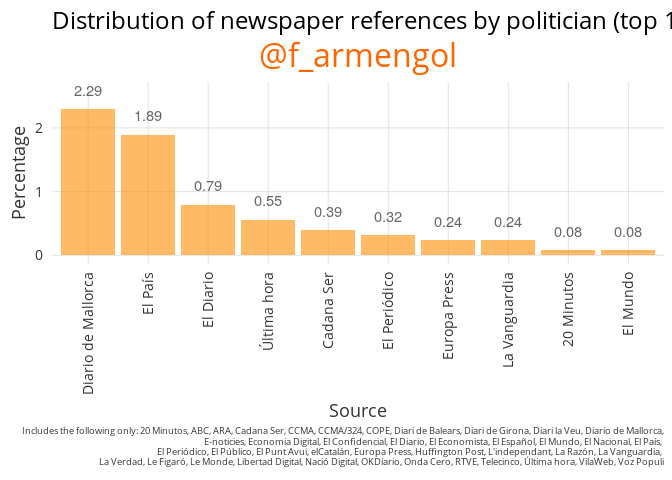 Distribution of newspaper references by politician (top 1
@f_armengol
Percentage
2
1
0
2.29
1.89
0.79
0.55
0.39
0.32
0.24
0.24
0.08
0.08
Diario de Mallorca
El País
El Diario
Última hora
Cadana Ser
El Periódico
Europa Press
La Vanguardia
20 Minutos
El Mundo
Source
Includes the following only: 20 Minutos, ABC, ARA, Cadana Ser, CCMA, CCMA/324, COPE, Diari de Balears, Diari de Girona, Diari la Veu, Diario de Mallorca,
E-noticies, Economia Digital, El Confidencial, El Diario, El Economista, El Español, El Mundo, El Nacional, El País,
El Periódico, El Público, El Punt Avui, elCatalán, Europa Press, Huffington Post, L'independant, La Razón, La Vanguardia,
La Verdad, Le Figaró, Le Monde, Libertad Digital, Nació Digital, OKDiario, Onda Cero, RTVE, Telecinco, Última hora, VilaWeb, Voz Populi